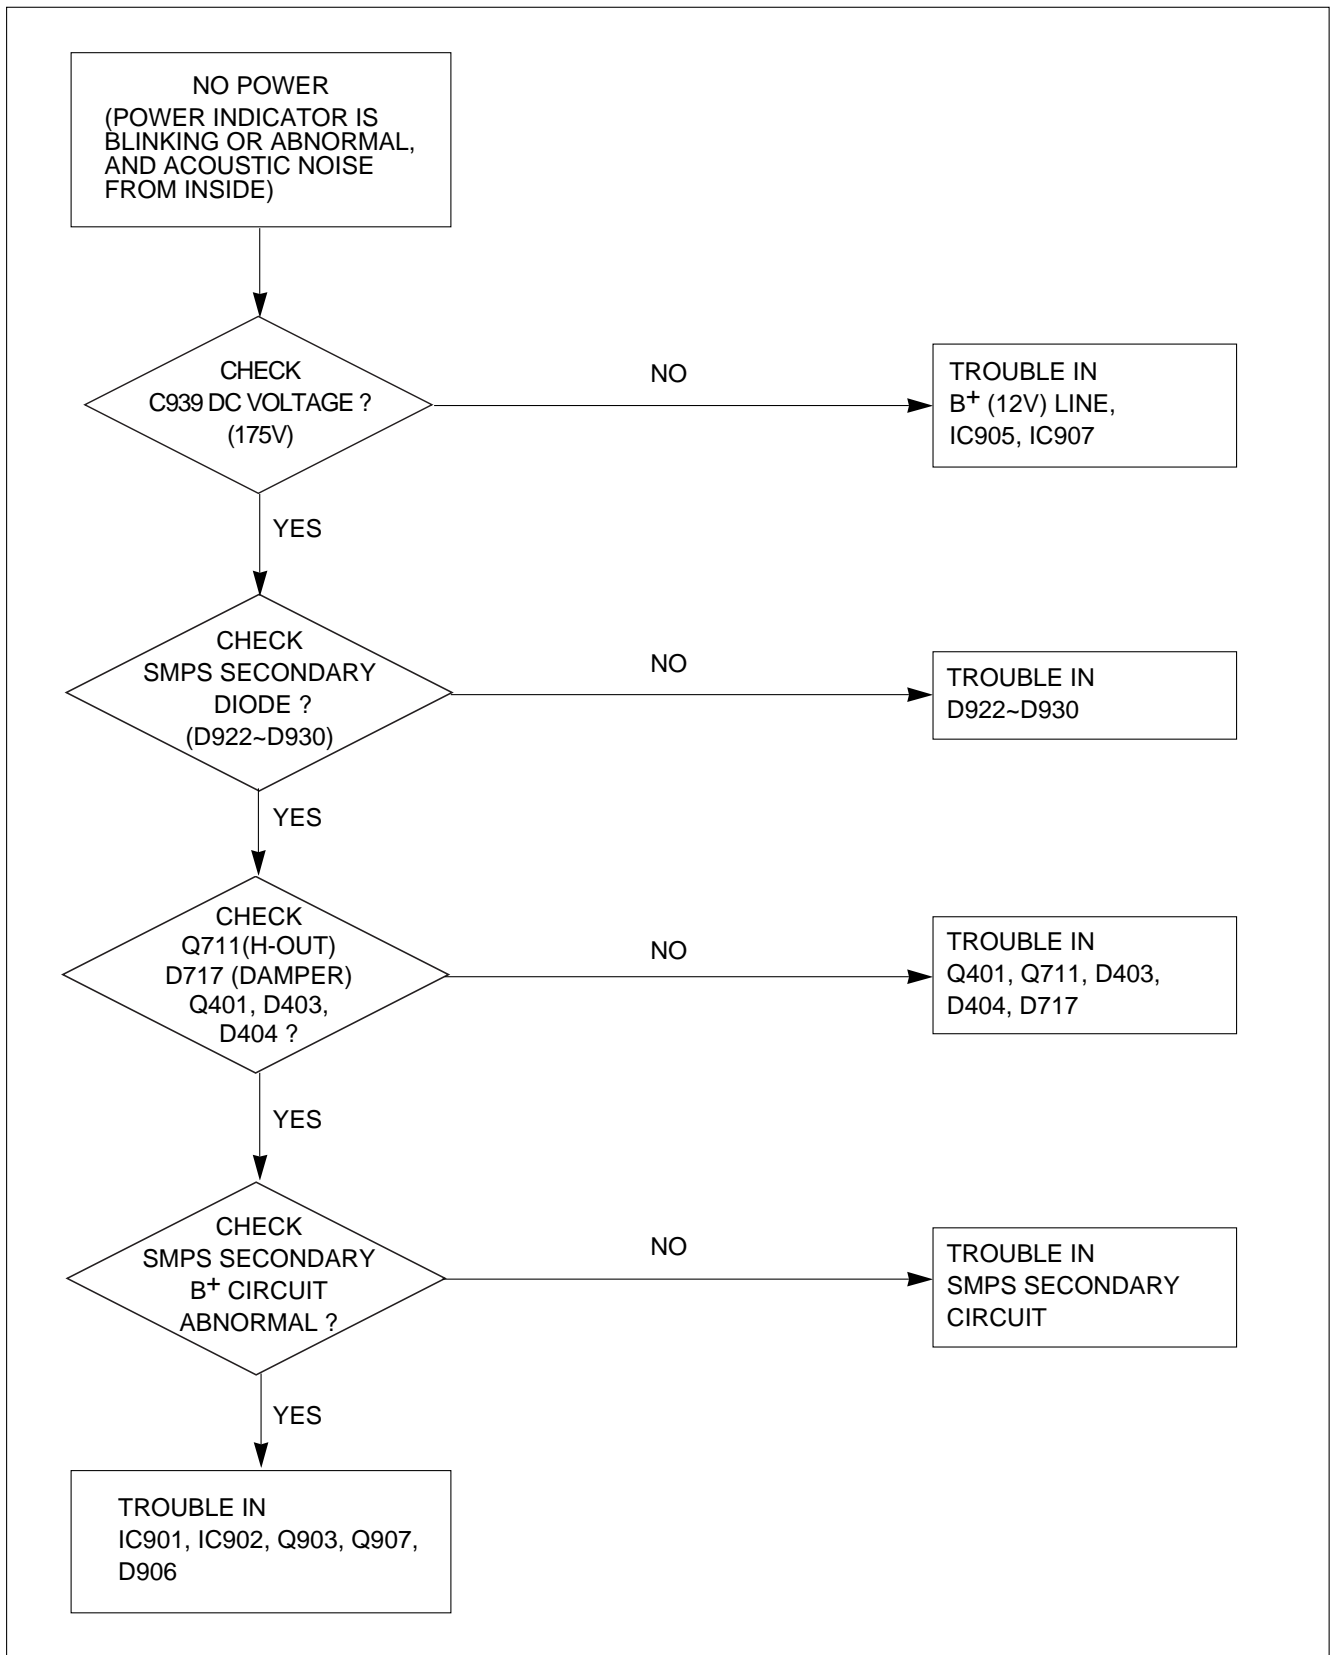 NO POWER
(POWER INDICATOR IS
BLINKING OR ABNORMAL,
AND ACOUSTIC NOISE
FROM INSIDE)
CHECK
C939 DC VOLTAGE ?
(175V)
NO
TROUBLE IN
B+ (12V) LINE,
IC905, IC907
YES
CHECK
SMPS SECONDARY
DIODE ?
(D922~D930)
NO
TROUBLE IN
D922~D930
YES
CHECK
Q711(H-OUT)
D717 (DAMPER)
Q401, D403,
D404 ?
NO
TROUBLE IN
Q401, Q711, D403,
D404, D717
YES
CHECK
SMPS SECONDARY
B+ CIRCUIT
ABNORMAL ?
NO
TROUBLE IN
SMPS SECONDARY
CIRCUIT
YES
TROUBLE IN
IC901, IC902, Q903, Q907,
D906